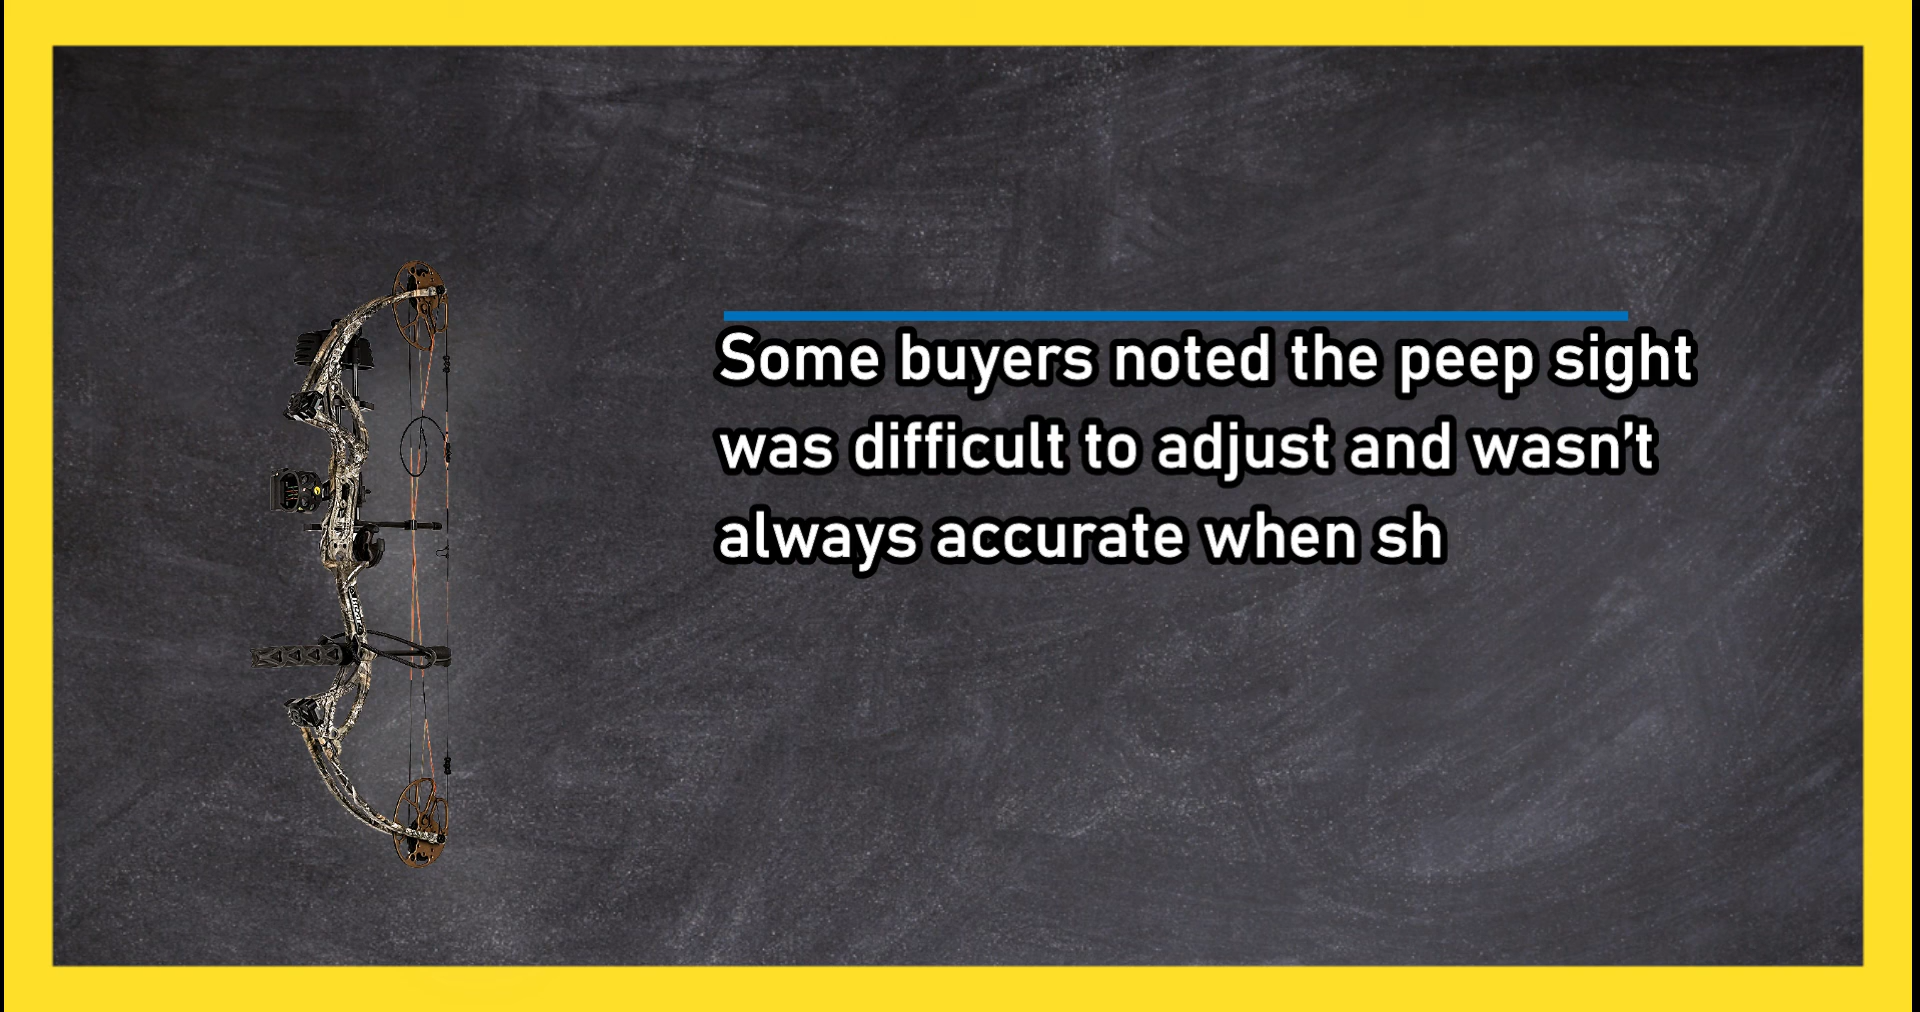 Some buyers noted the peep sight
was difficult to adjust and wasn't
always accurate when sh